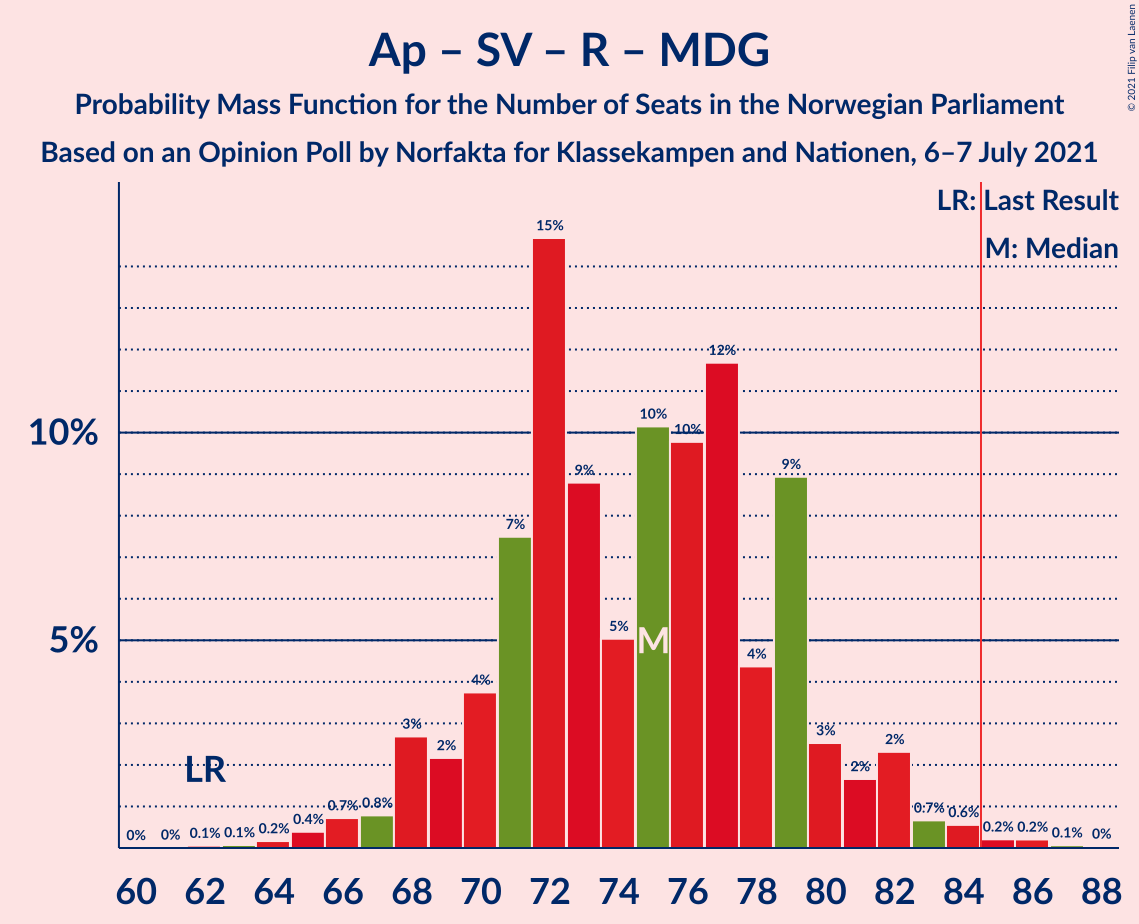 Ap – SV – R – MDG
Probability Mass Function for the Number of Seats in the Norwegian Parliament
Based on an Opinion Poll by Norfakta for Klassekampen and Nationen, 6–7 July 2021
© 2021 Filip van Laenen
LR: Last Result
M: Median
10%
5%
0% 0% 0.1% 0.1% 0.2% 0.4% 0.7% 0.8% 3% 2% 4% 7% 15% 9% 5% 10% 10% 12% 4% 9% 3% 2% 2% 0.7% 0.6% 0.2% 0.2% 0.1% 0%
LR
M
60 62 64 66 68 70 72 74 76 78 80 82 84 86 88